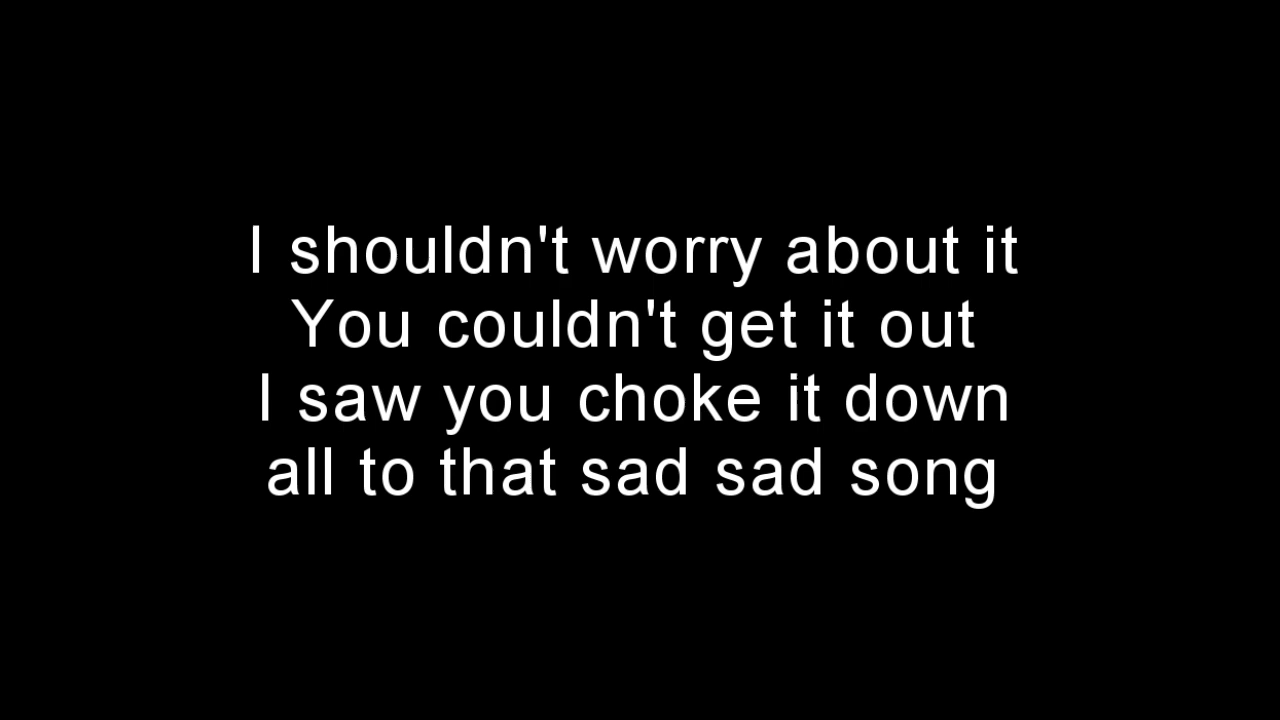 I shouldn't worry about it
You couldn't get it out
I saw you choke it down
all to that sad sad song